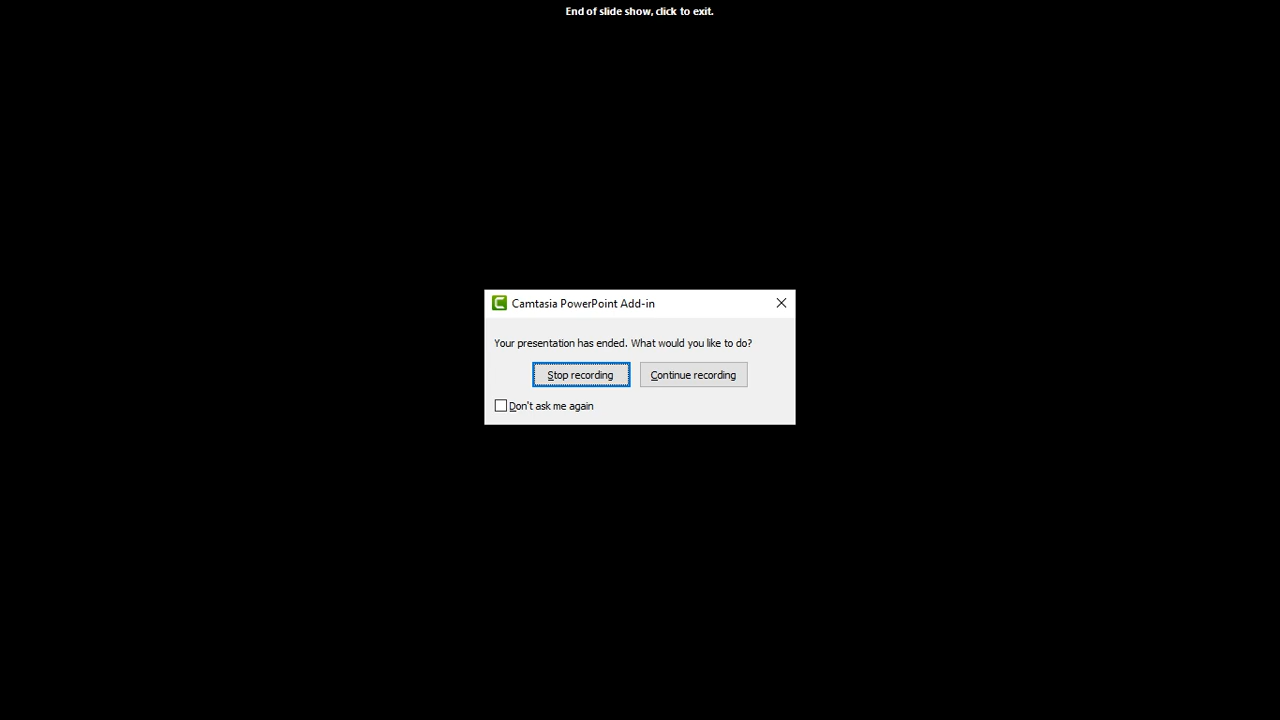 End of slide show, click to exit.
Camtasia PowerPoint Add-in
Your presentation has ended. What would you like to do?
Stop recording Continue recording
Don't ask me again